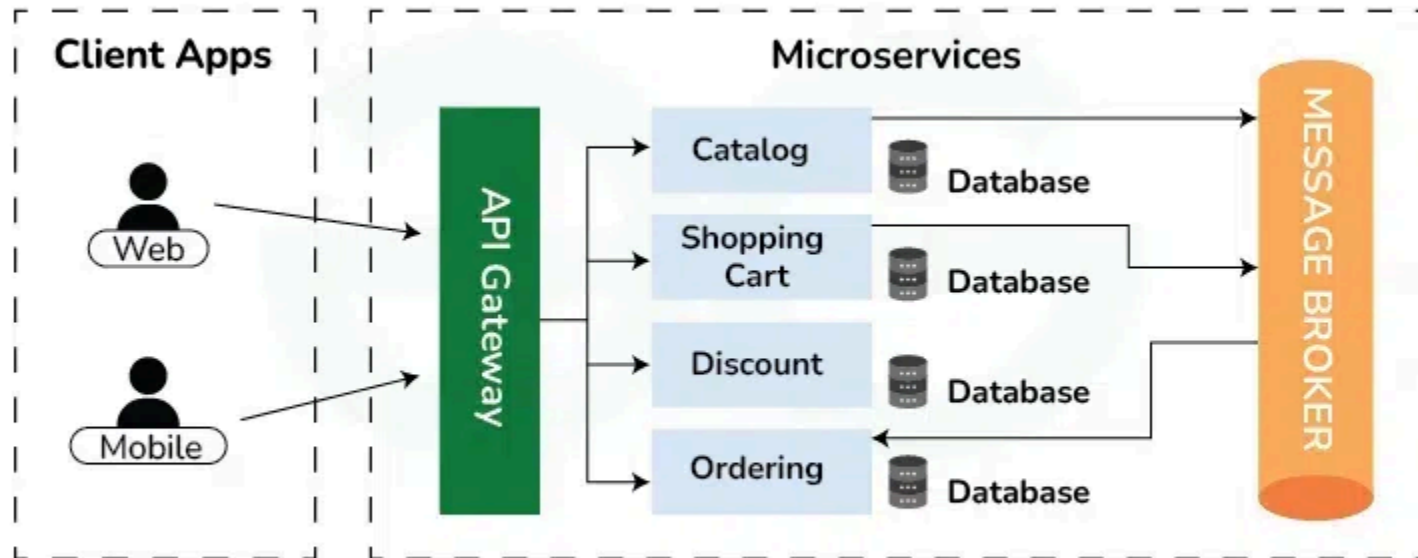 Client Apps
Web
Mobile
Microservices
API Gateway
Catalog
Database
Shopping
Cart
Database
Discount
Database
Ordering
Database
MESSAGE BROKER